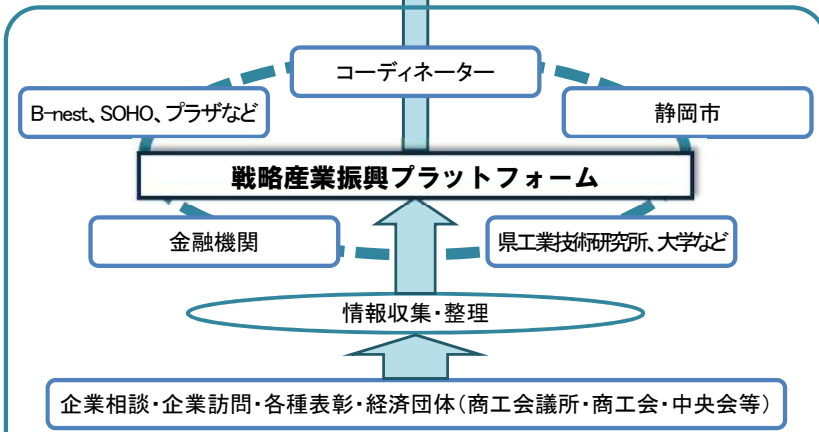 コーディネーター
B-nest、SOHO、プラザなど
静岡市
戦略産業振興プラットフォーム
金融機関
県工業技術研究所、大学など
情報収集・整理
企業相談・企業訪問・各種表彰・経済団体（商工会議所・商工会・中央会等）